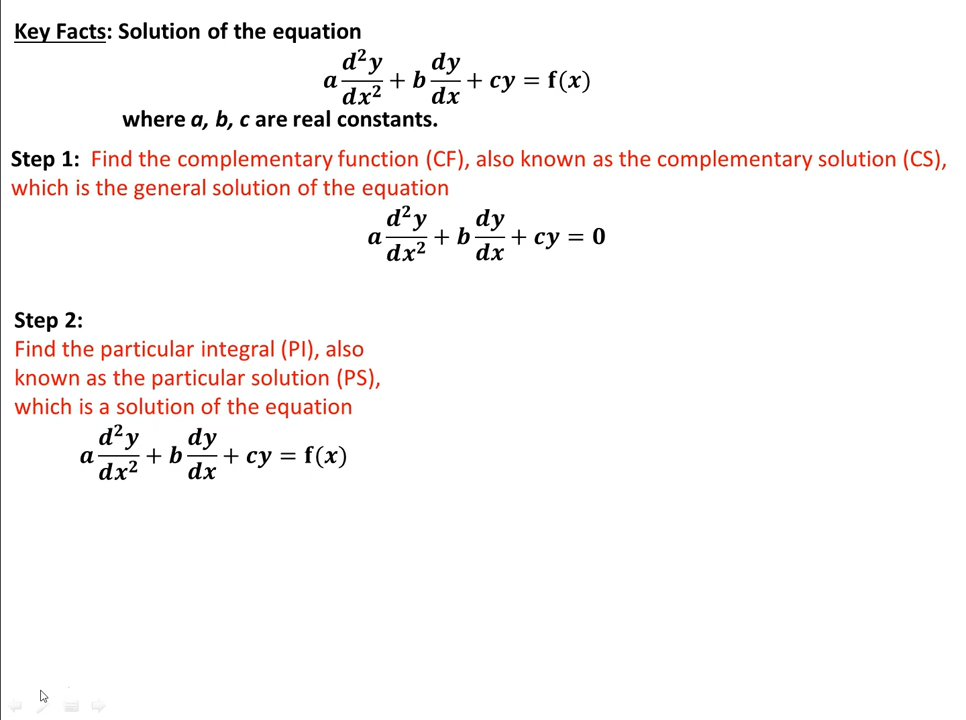 Key Facts: Solution of the equation
a d²y/dx² + b dy/dx + cy = f(x)
where a, b, c are real constants.
Step 1: Find the complementary function (CF), also known as the complementary solution (CS),
which is the general solution of the equation
a d²y/dx² + b dy/dx + cy = 0
Step 2:
Find the particular integral (PI), also
known as the particular solution (PS),
which is a solution of the equation
a d²y/dx² + b dy/dx + cy = f(x)